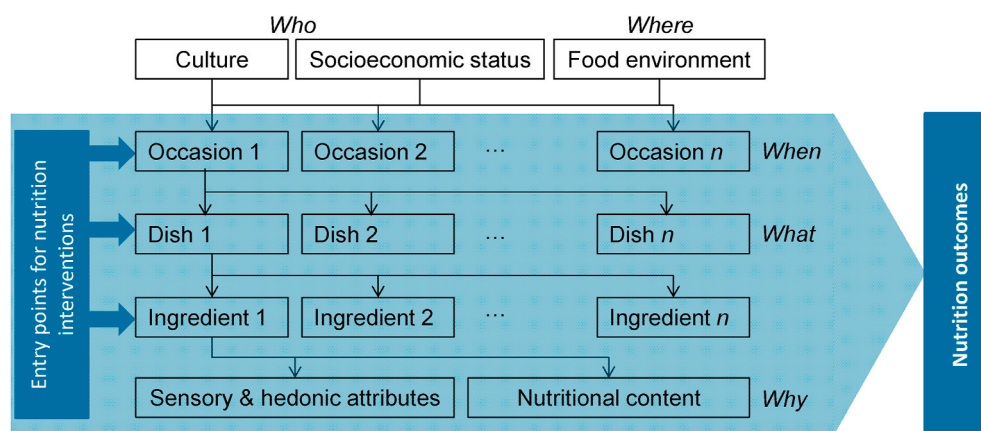 Who
Where
Culture
Socioeconomic status
Food environment
Entry points for nutrition
interventions
Occasion 1
Occasion 2
...
Occasion n
When
Dish 1
Dish 2
...
Dish n
What
Ingredient 1
Ingredient 2
...
Ingredient n
Sensory & hedonic attributes
Nutritional content
Why
Nutrition outcomes